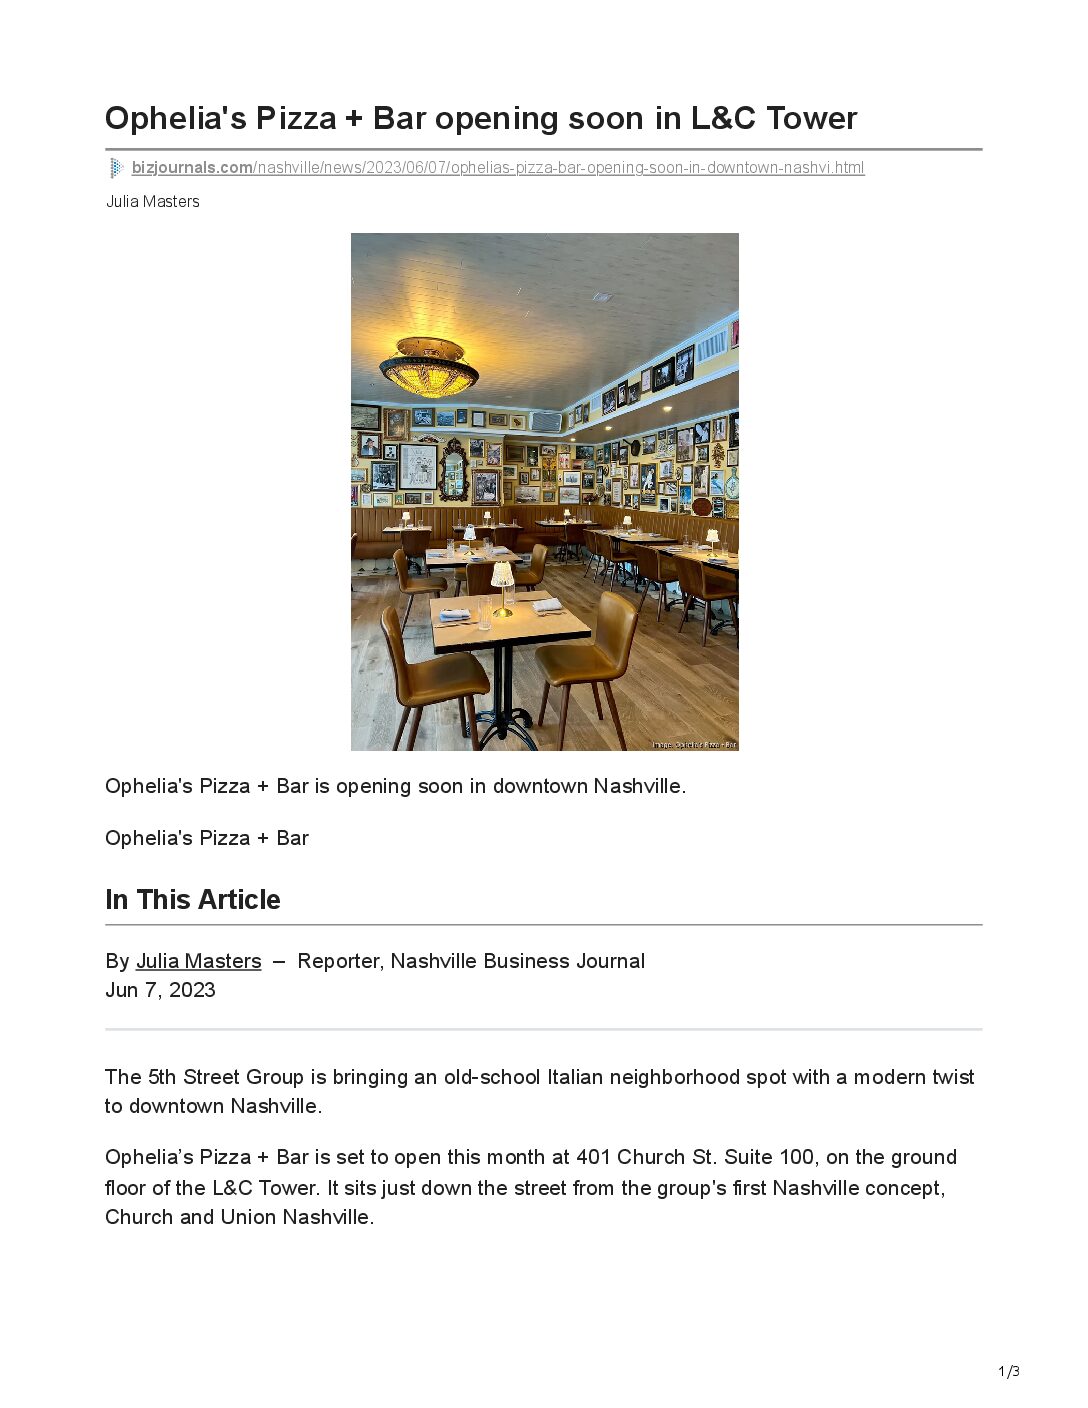 Ophelia's Pizza + Bar opening soon in L&C Tower
bizjournals.com/nashville/news/2023/06/07/ophelias-pizza-bar-opening-soon-in-downtown-nashvi.html
Julia Masters
Image: Ophelia's Pizza + Bar
Ophelia's Pizza + Bar is opening soon in downtown Nashville.
Ophelia's Pizza + Bar
In This Article
By Julia Masters – Reporter, Nashville Business Journal
Jun 7, 2023
The 5th Street Group is bringing an old-school Italian neighborhood spot with a modern twist
to downtown Nashville.
Ophelia’s Pizza + Bar is set to open this month at 401 Church St. Suite 100, on the ground
floor of the L&C Tower. It sits just down the street from the group's first Nashville concept,
Church and Union Nashville.
1/3